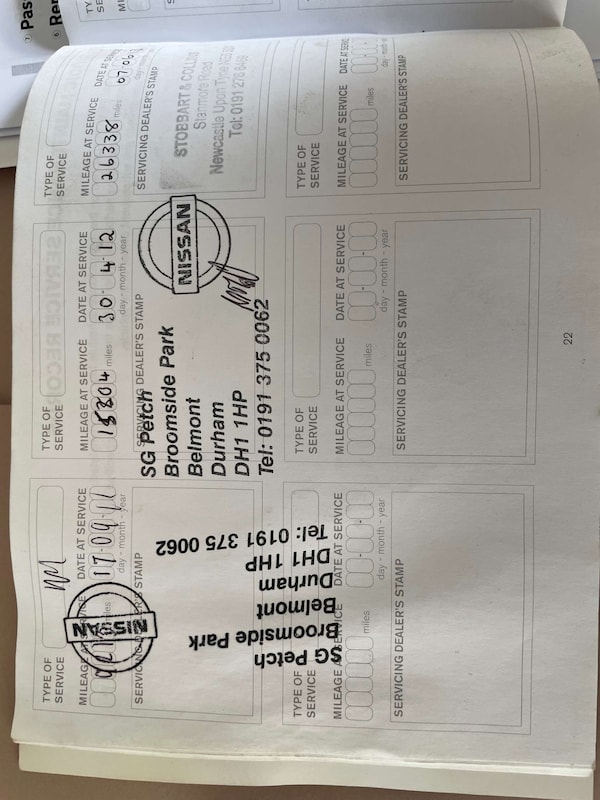 TYPE OF
SERVICE
MILEAGE AT SERVICE
DATE AT SERVICE
miles
17·09·11
day - month - year
SERVICING DEALER'S STAMP
NISSAN
SG Petch
Broomside Park
Belmont
Durham
DH1 1HP
Tel: 0191 375 0062
TYPE OF
SERVICE
MILEAGE AT SERVICE
DATE AT SERVICE
15804 miles
30·4·12
day - month - year
SERVICING DEALER'S STAMP
NISSAN
SG Petch
Broomside Park
Belmont
Durham
DH1 1HP
Tel: 0191 375 0062
TYPE OF
SERVICE
MILEAGE AT SERVICE
DATE AT SERVICE
26338 miles
07·06
SERVICING DEALER'S STAMP
STOBBART &
Stanmore Road
Newcastle Upon Tyne
Tel: 0191 276
TYPE OF
SERVICE
MILEAGE AT SERVICE
DATE AT SERVICE
miles
day - month - year
SERVICING DEALER'S STAMP
TYPE OF
SERVICE
MILEAGE AT SERVICE
DATE AT SERVICE
miles
day - month - year
SERVICING DEALER'S STAMP
TYPE OF
SERVICE
MILEAGE AT SERVICE
DATE AT SERVICE
miles
SERVICING DEALER'S STAMP
22